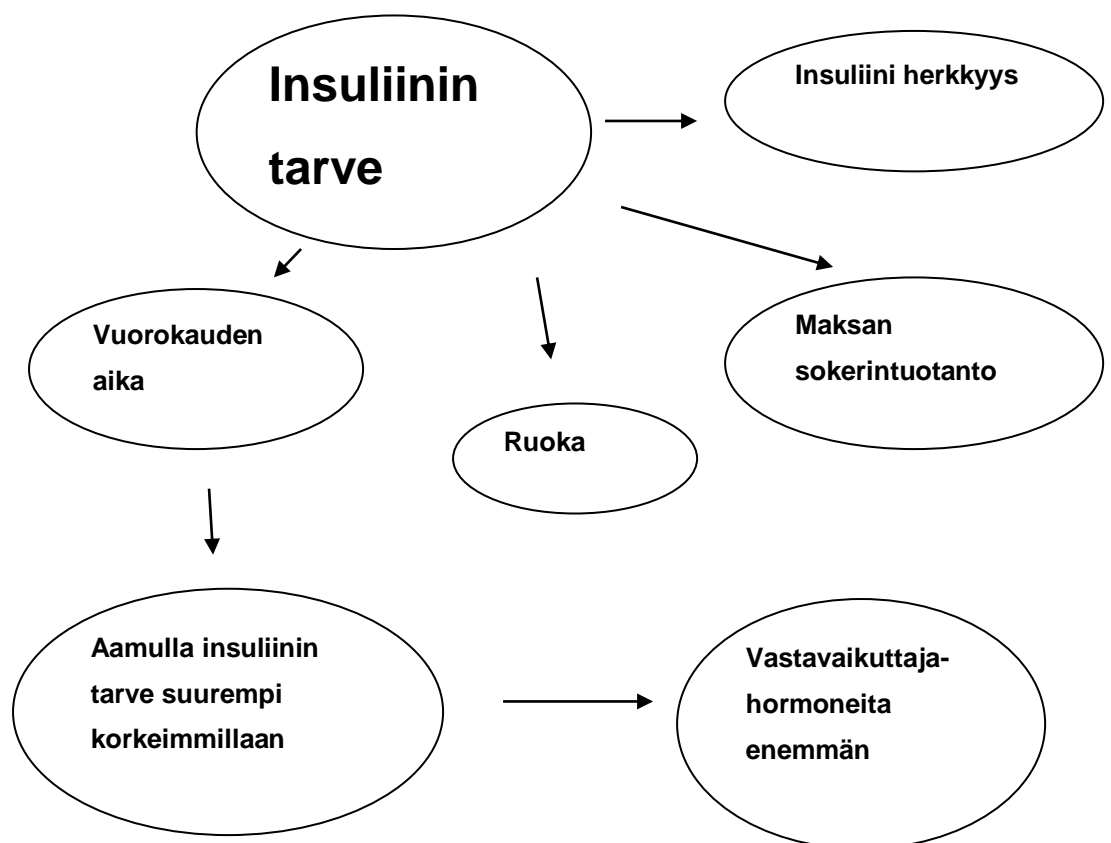 Insuliinin
tarve
Insuliini herkkyys
Vuorokauden
aika
Ruoka
Maksan
sokerintuotanto
Aamulla insuliinin
tarve suurempi
korkeimmillaan
Vastavaikuttaja-
hormoneita
enemmän